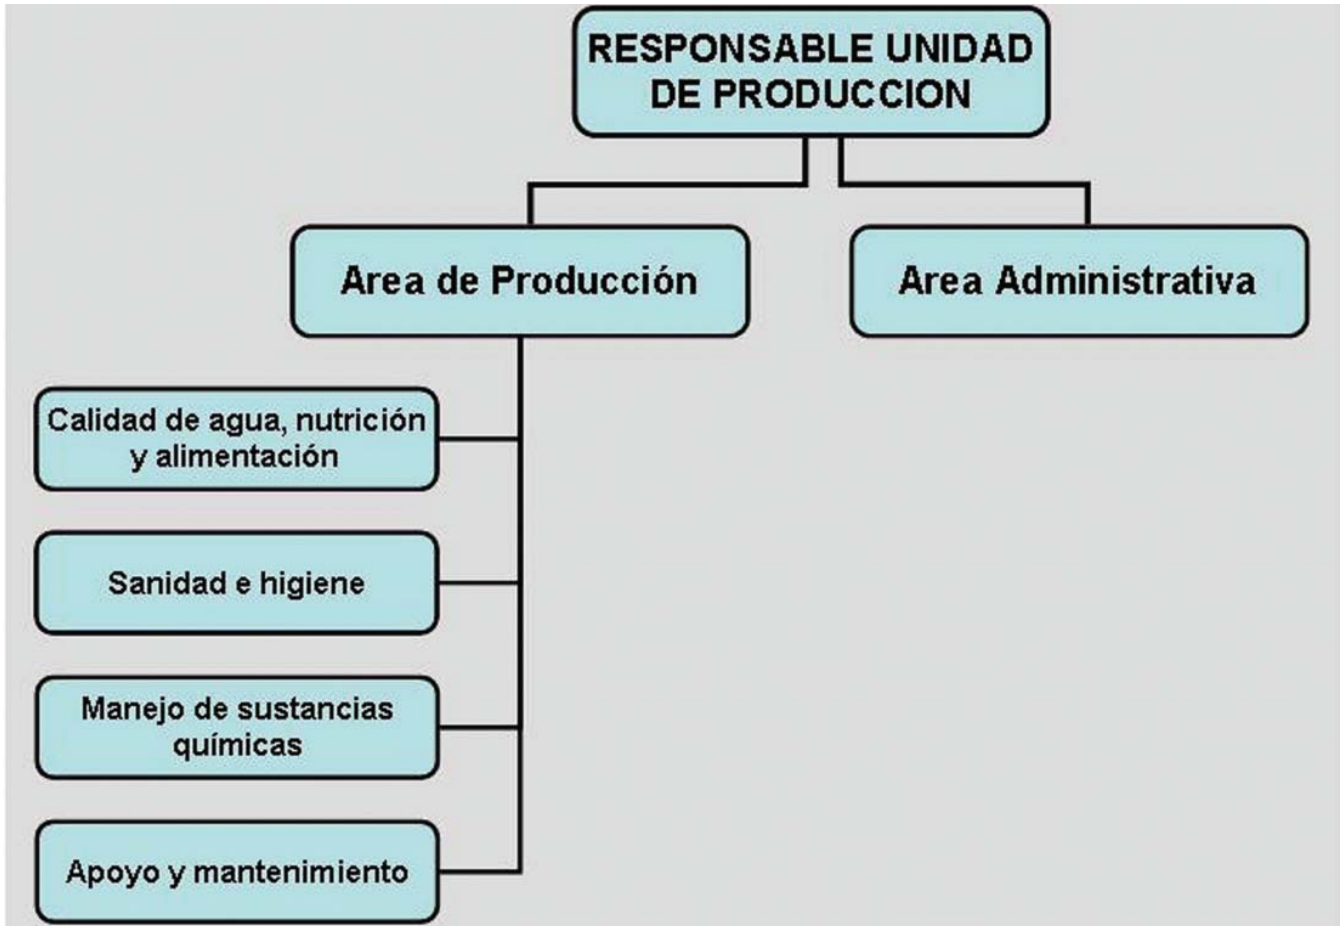 RESPONSABLE UNIDAD
DE PRODUCCION
Area de Producción
Area Administrativa
Calidad de agua, nutrición
y alimentación
Sanidad e higiene
Manejo de sustancias
químicas
Apoyo y mantenimiento